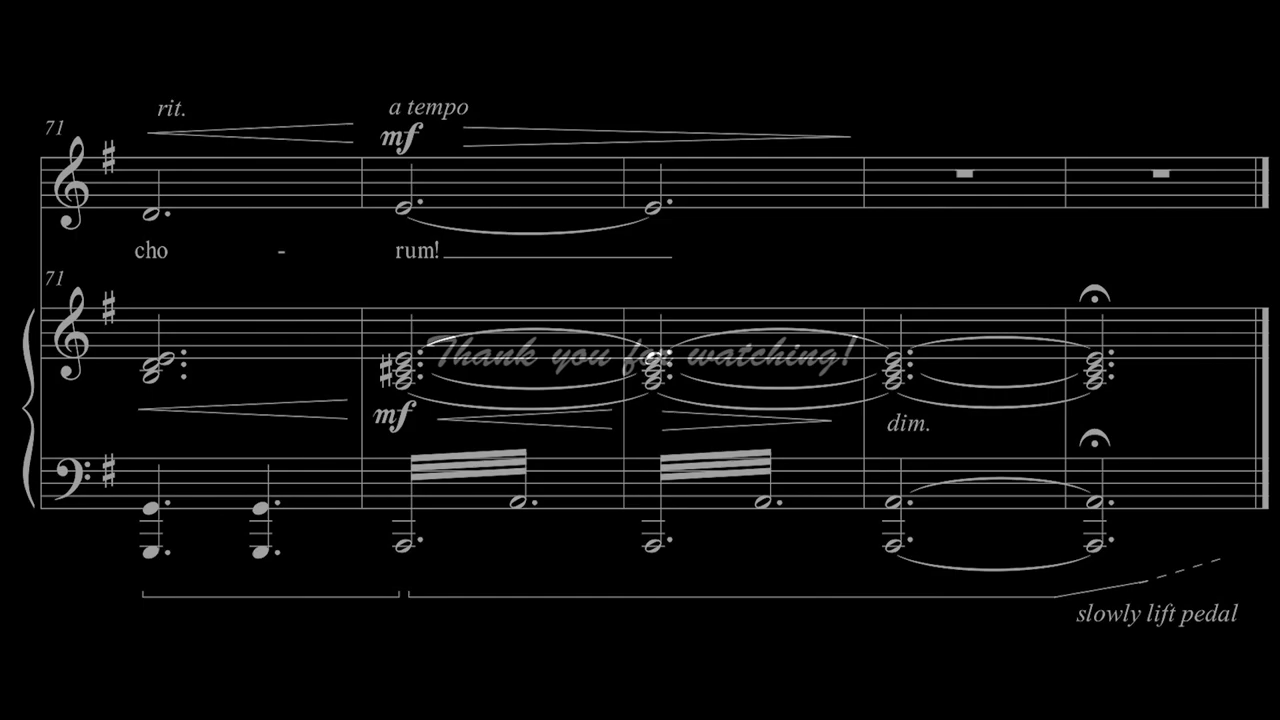 rit.
a tempo
71
mf
cho - rum!
71
Thank you for watching!
mf
dim.
slowly lift pedal